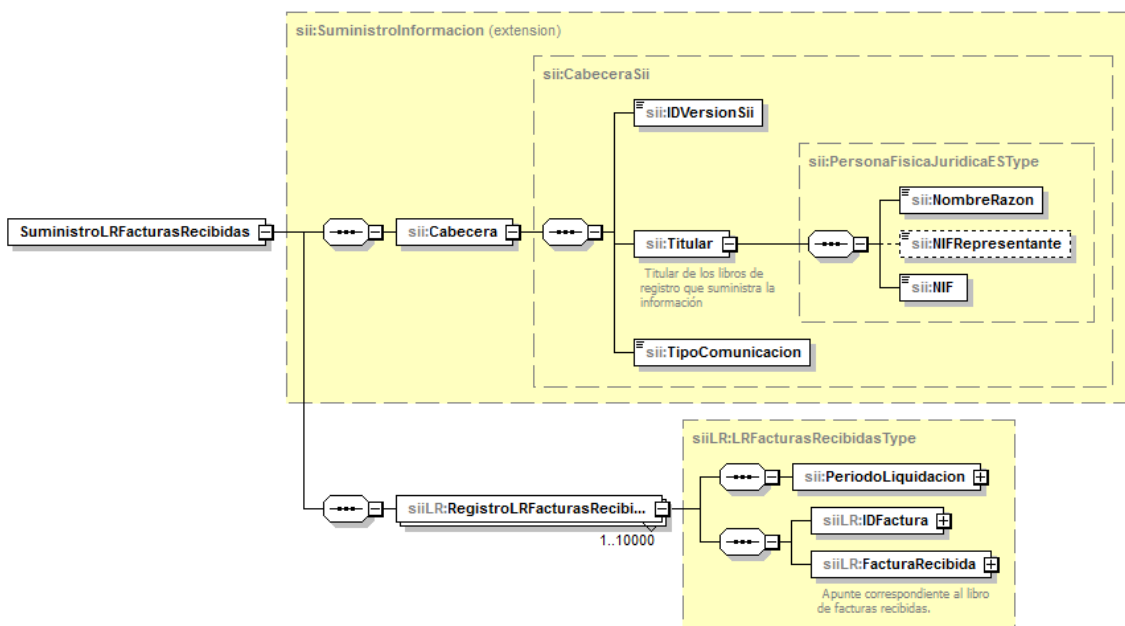 sii:SuministroInformacion (extension)
sii:CabeceraSii
sii:IDVersionSii
sii:PersonaFisicaJuridicaESType
sii:NombreRazon
SuministroLRFacturasRecibidas
sii:Cabecera
sii:Titular
sii:NIFRepresentante
Titular de los libros de
registro que suministra la
información
sii:NIF
sii:TipoComunicacion
siiLR:LRFacturasRecibidasType
sii:PeriodoLiquidacion
siiLR:RegistroLRFacturasRecibi...
1..10000
siiLR:IDFactura
siiLR:FacturaRecibida
Apunte correspondiente al libro
de facturas recibidas.